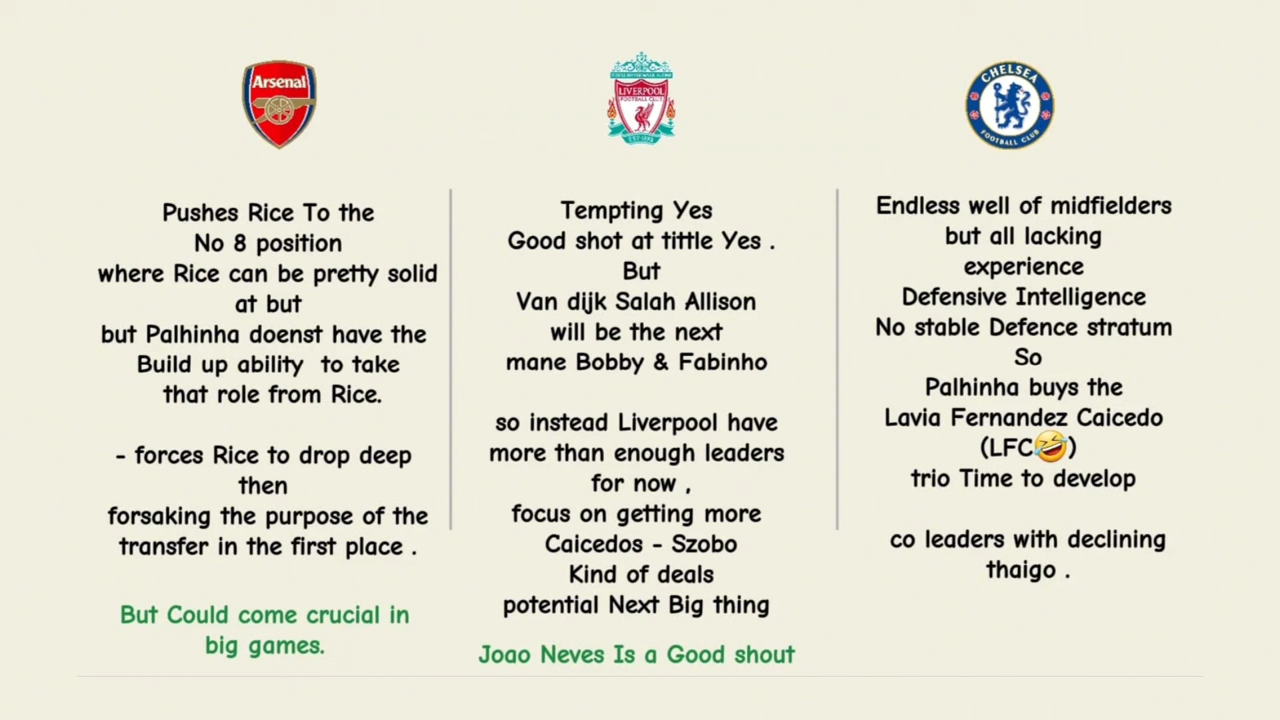 Arsenal
Pushes Rice To the
No 8 position
where Rice can be pretty solid
at but
but Palhinha doenst have the
Build up ability to take
that role from Rice.
- forces Rice to drop deep
then
forsaking the purpose of the
transfer in the first place .
But Could come crucial in
big games.
LIVERPOOL
FOOTBALL CLUB
Tempting Yes
Good shot at tittle Yes .
But
Van dijk Salah Allison
will be the next
mane Bobby & Fabinho
so instead Liverpool have
more than enough leaders
for now ,
focus on getting more
Caicedos - Szobo
Kind of deals
potential Next Big thing
Joao Neves Is a Good shout
CHELSEA
FOOTBALL CLUB
Endless well of midfielders
but all lacking
experience
Defensive Intelligence
No stable Defence stratum
So
Palhinha buys the
Lavia Fernandez Caicedo
(LFC🤣)
trio Time to develop
co leaders with declining
thaigo .